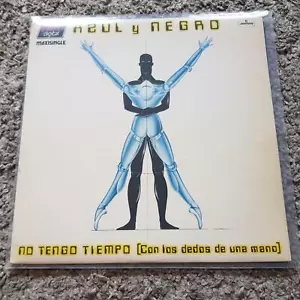 AZUL y NEGRO
digital
MAXISINGLE
NO TENGO TIEMPO (Con los dedos de una mano)